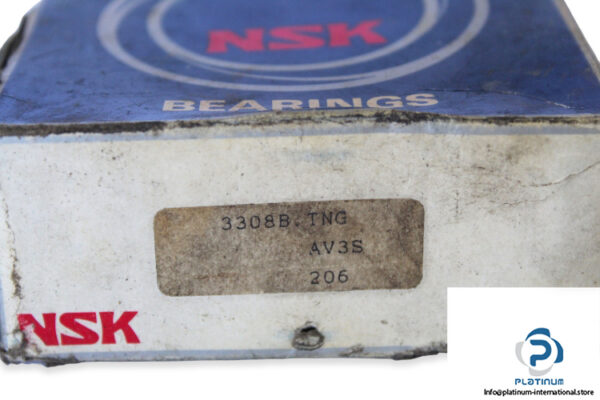 NSK
BEARINGS
3308B.TNG
AV3S
206
NSK
PLATINUM
Info@platinum-international.store